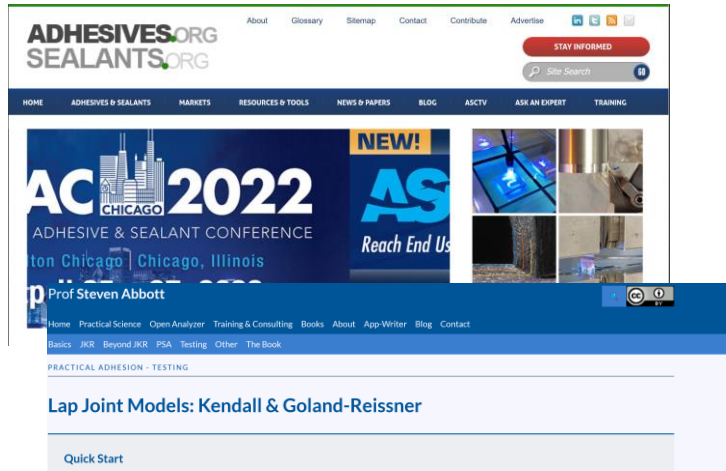 About Glossary Sitemap Contact Contribute Advertise
ADHESIVES.ORG
SEALANTS.ORG
STAY INFORMED
Site Search GO
HOME ADHESIVES & SEALANTS MARKETS RESOURCES & TOOLS NEWS & PAPERS BLOG ASCTV ASK AN EXPERT TRAINING
NEW!
AC CHICAGO 2022
ADHESIVE & SEALANT CONFERENCE
Reach End Us
lton Chicago | Chicago, Illinois
Prof Steven Abbott
Home Practical Science Open Analyzer Training & Consulting Books About App-Writer Blog Contact
Basics JKR Beyond JKR PSA Testing Other The Book
PRACTICAL ADHESION - TESTING
Lap Joint Models: Kendall & Goland-Reissner
Quick Start